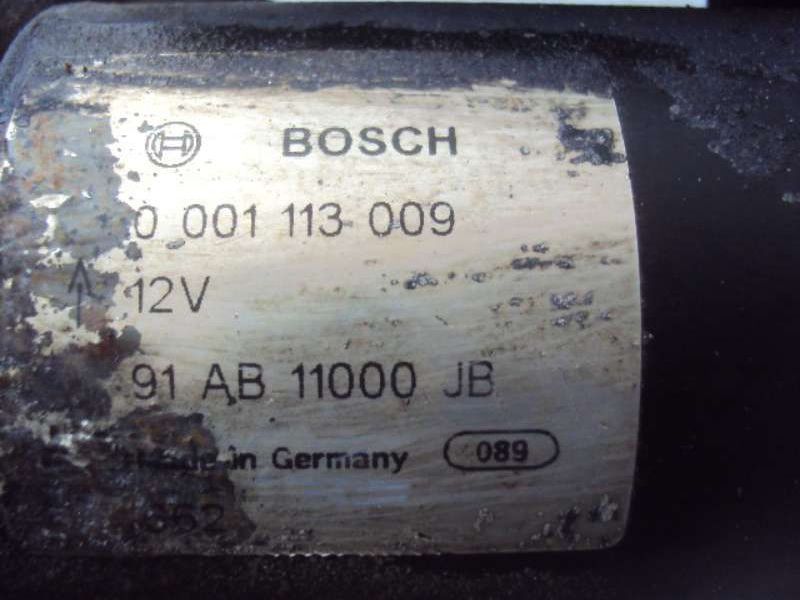 BOSCH
0 001 113 009
12V
91 AB 11000 JB
Made in Germany 089